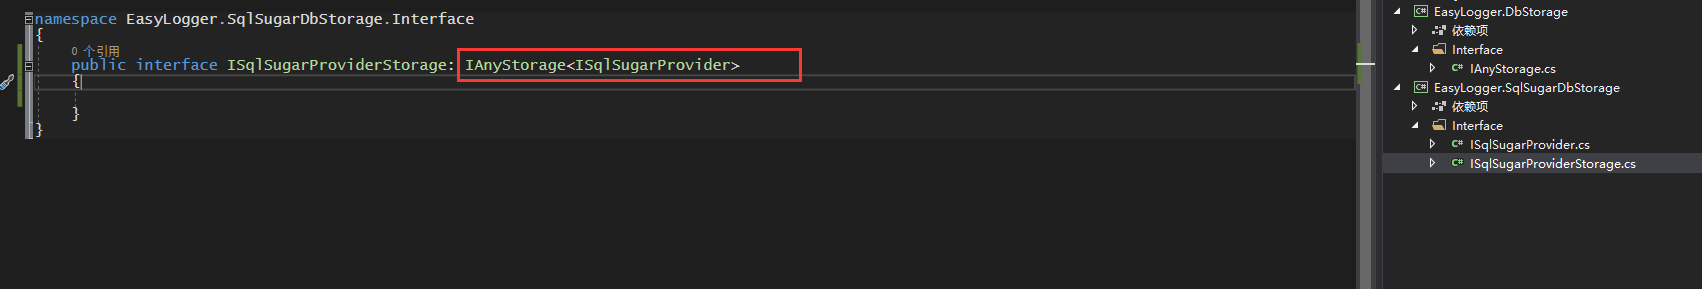 namespace EasyLogger.SqlSugarDbStorage.Interface
{
0 个引用
public interface ISqlSugarProviderStorage: IAnyStorage<ISqlSugarProvider>
{
}
}
EasyLogger.DbStorage
依赖项
Interface
C# IAnyStorage.cs
EasyLogger.SqlSugarDbStorage
依赖项
Interface
C# ISqlSugarProvider.cs
C# ISqlSugarProviderStorage.cs